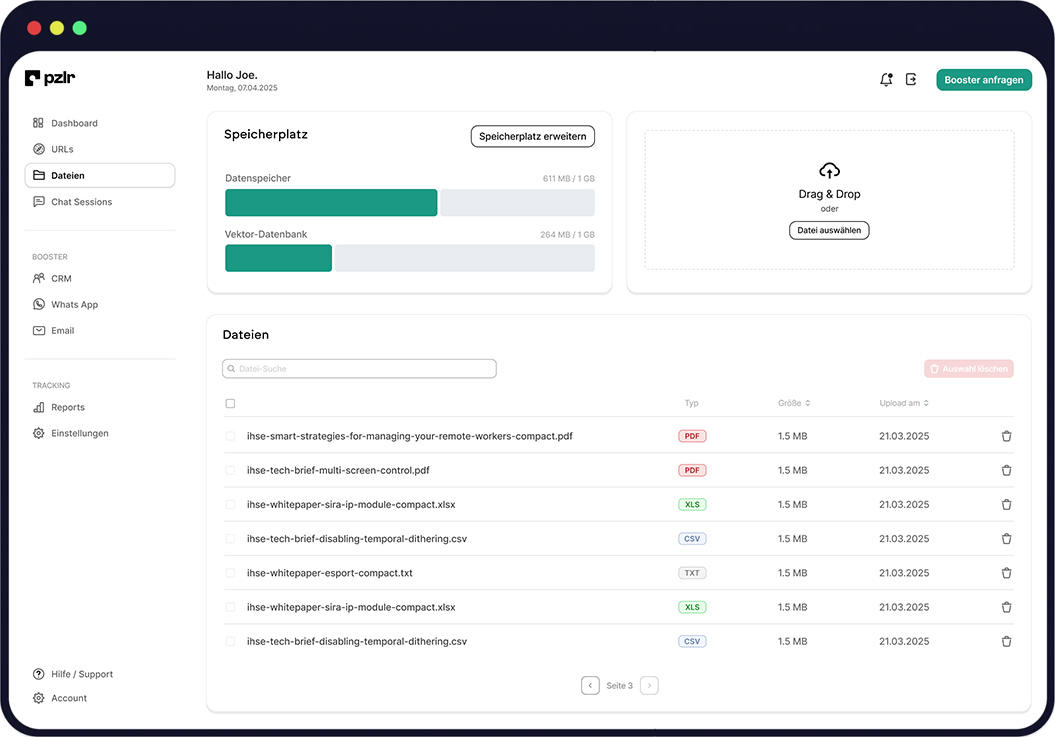 pzlr
Hallo Joe.
Montag, 07.04.2025
Booster anfragen
Dashboard
URLs
Dateien
Chat Sessions
BOOSTER
CRM
Whats App
Email
TRACKING
Reports
Einstellungen
Hilfe / Support
Account
Speicherplatz
Speicherplatz erweitern
Datenspeicher 611 MB / 1 GB
Vektor-Datenbank 264 MB / 1 GB
Drag & Drop
oder
Datei auswählen
Dateien
Datei-Suche
Auswahl löschen
Typ Größe Upload am
ihse-smart-strategies-for-managing-your-remote-workers-compact.pdf PDF 1.5 MB 21.03.2025
ihse-tech-brief-multi-screen-control.pdf PDF 1.5 MB 21.03.2025
ihse-whitepaper-sira-ip-module-compact.xlsx XLS 1.5 MB 21.03.2025
ihse-tech-brief-disabling-temporal-dithering.csv CSV 1.5 MB 21.03.2025
ihse-whitepaper-esport-compact.txt TXT 1.5 MB 21.03.2025
ihse-whitepaper-sira-ip-module-compact.xlsx XLS 1.5 MB 21.03.2025
ihse-tech-brief-disabling-temporal-dithering.csv CSV 1.5 MB 21.03.2025
Seite 3